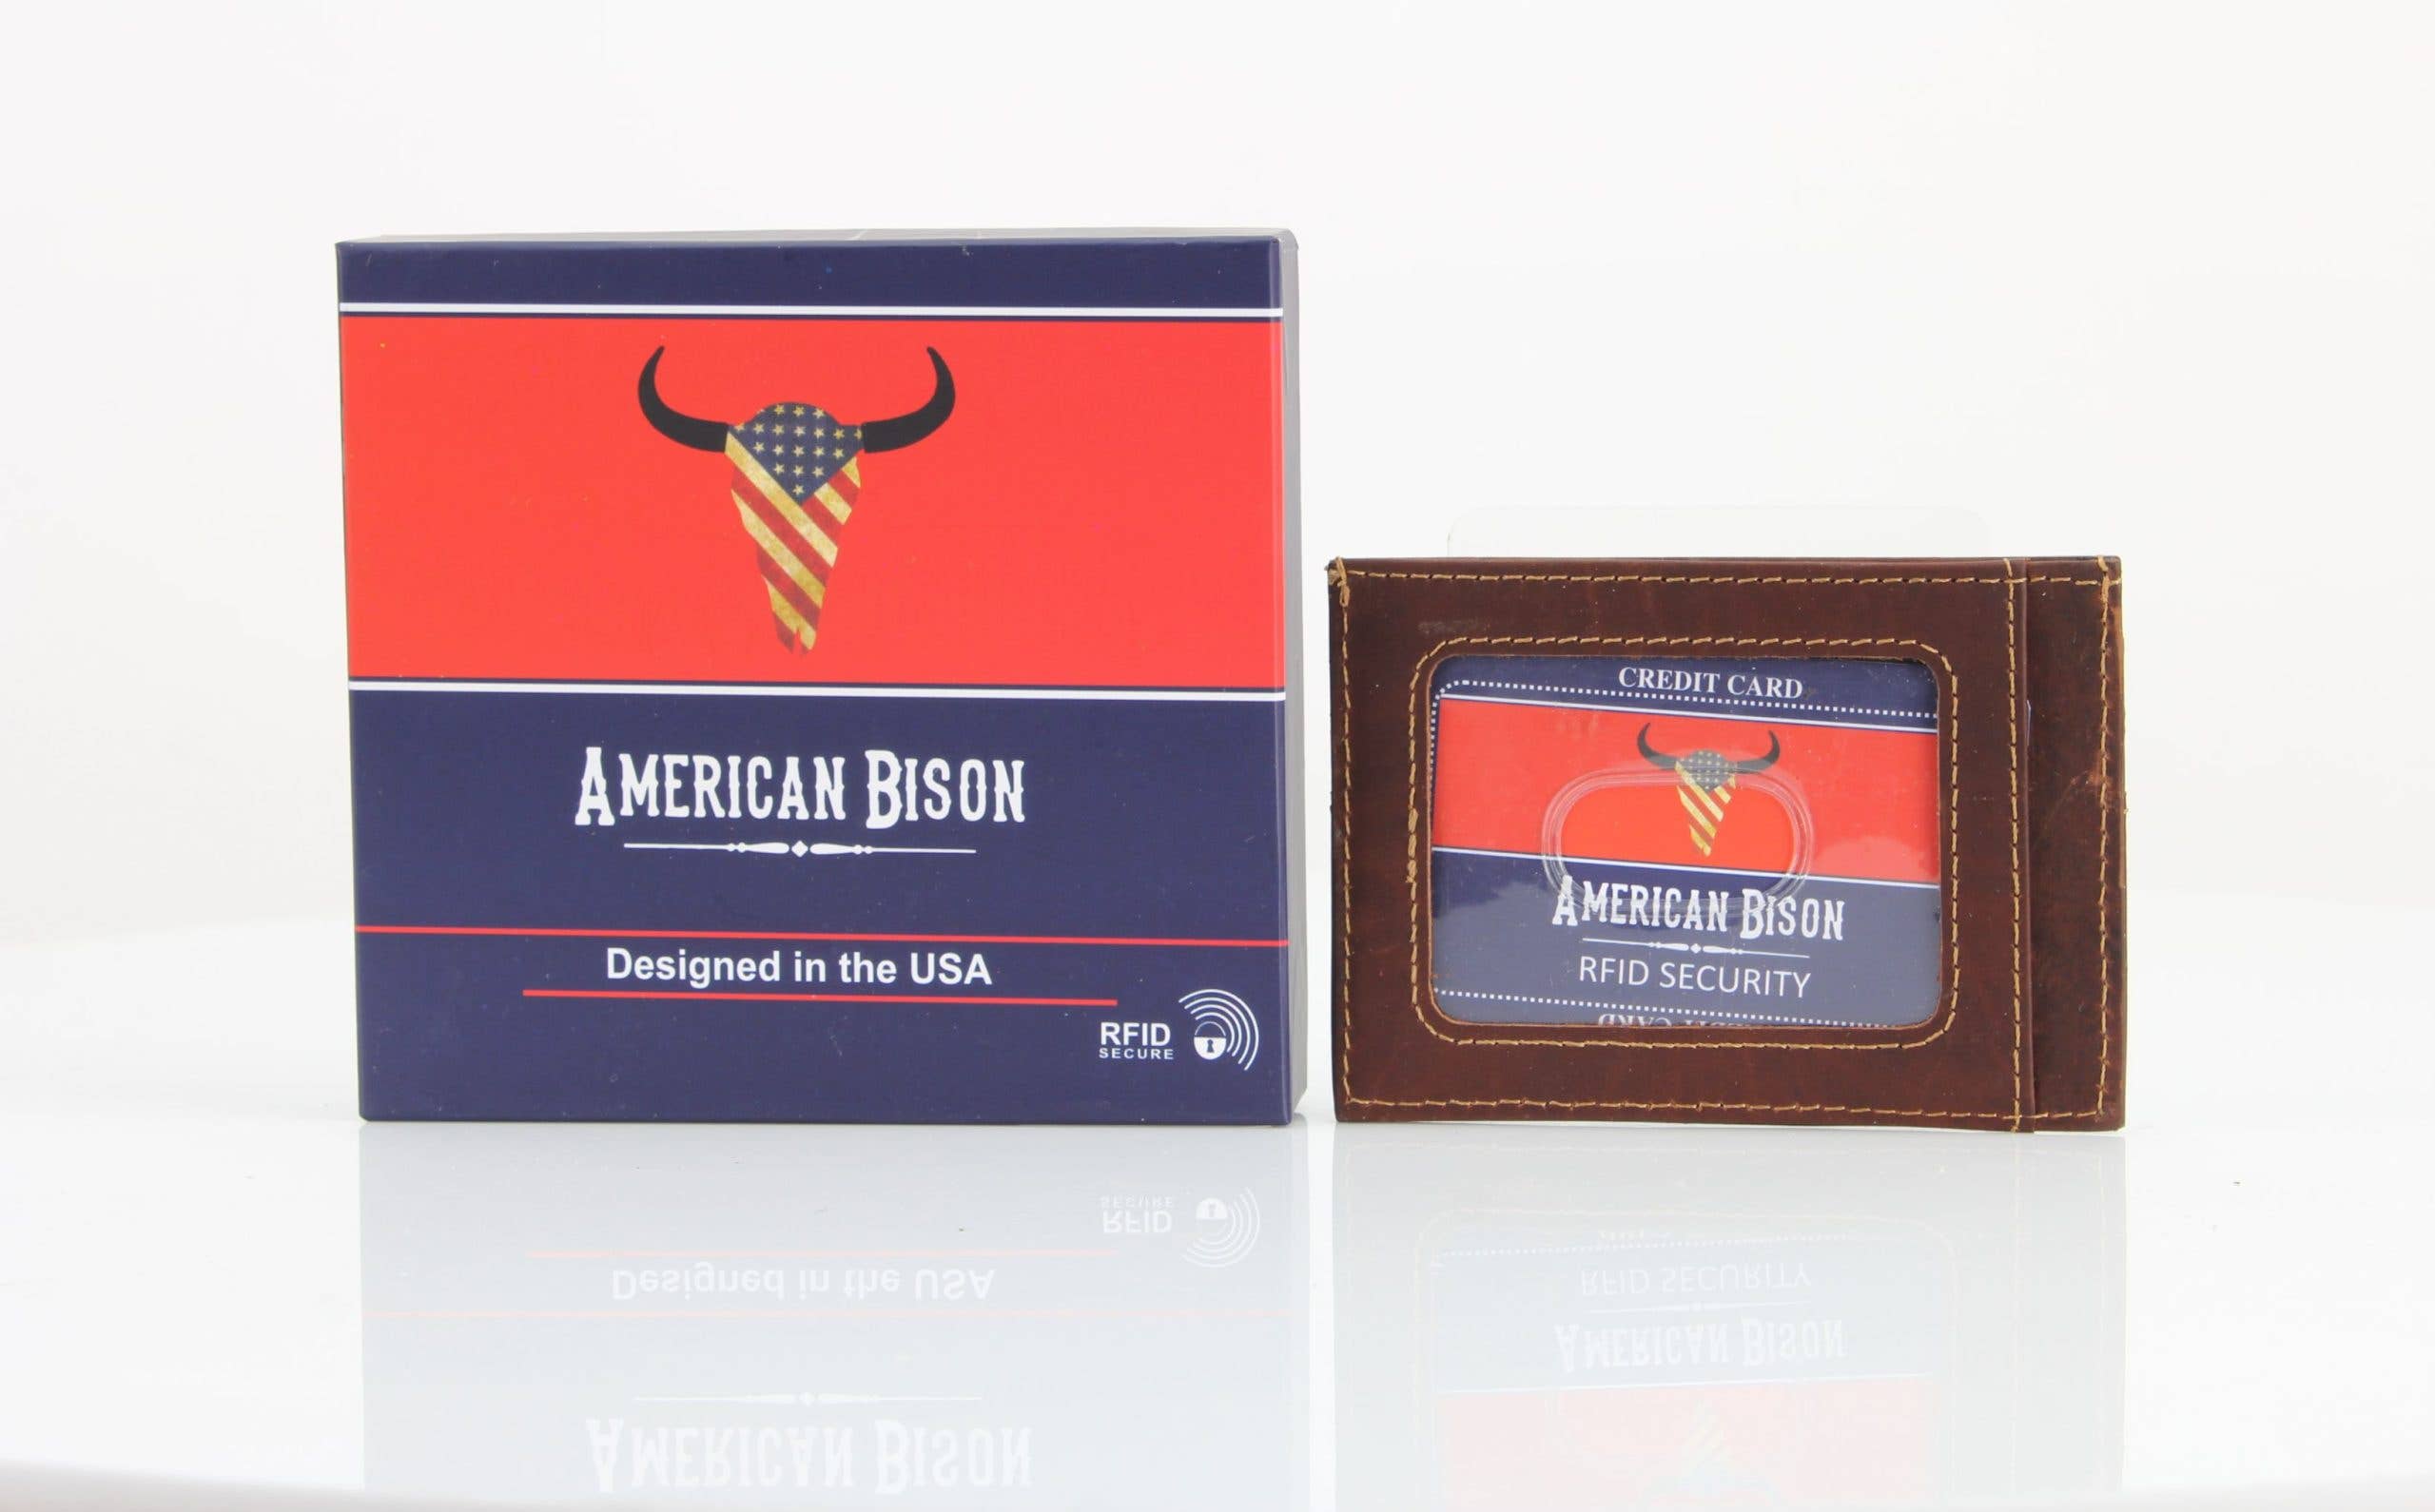 AMERICAN BISON
Designed in the USA
RFID
SECURE
CREDIT CARD
AMERICAN BISON
RFID SECURITY